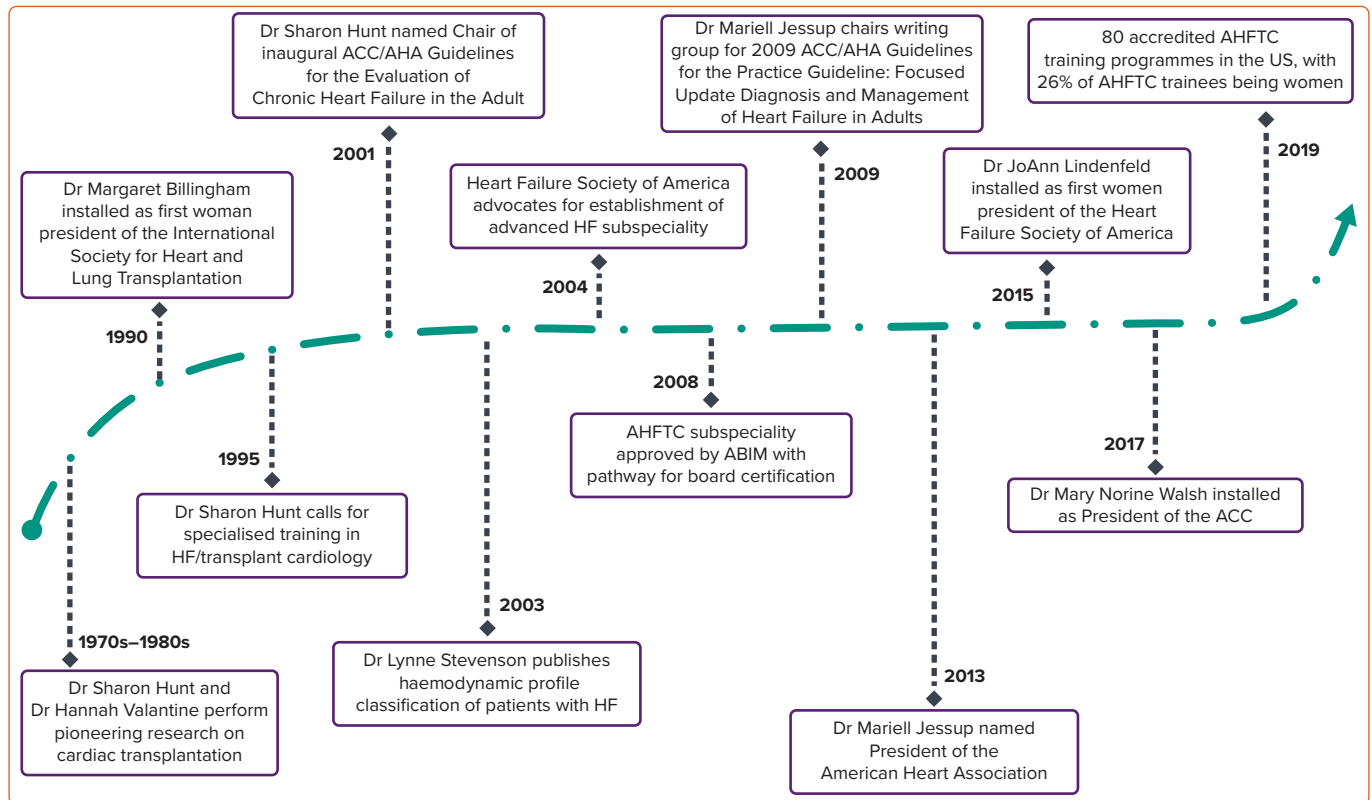 1970s–1980s
Dr Sharon Hunt and
Dr Hannah Valantine perform
pioneering research on
cardiac transplantation
Dr Margaret Billingham
installed as first woman
president of the International
Society for Heart and
Lung Transplantation
1990
1995
Dr Sharon Hunt calls for
specialised training in
HF/transplant cardiology
Dr Sharon Hunt named Chair of
inaugural ACC/AHA Guidelines
for the Evaluation of
Chronic Heart Failure in the Adult
2001
2003
Dr Lynne Stevenson publishes
haemodynamic profile
classification of patients with HF
Heart Failure Society of America
advocates for establishment of
advanced HF subspeciality
2004
2008
AHFTC subspeciality
approved by ABIM with
pathway for board certification
Dr Mariell Jessup chairs writing
group for 2009 ACC/AHA Guidelines
for the Practice Guideline: Focused
Update Diagnosis and Management
of Heart Failure in Adults
2009
2013
Dr Mariell Jessup named
President of the
American Heart Association
Dr JoAnn Lindenfeld
installed as first women
president of the Heart
Failure Society of America
2015
2017
Dr Mary Norine Walsh installed
as President of the ACC
80 accredited AHFTC
training programmes in the US, with
26% of AHFTC trainees being women
2019